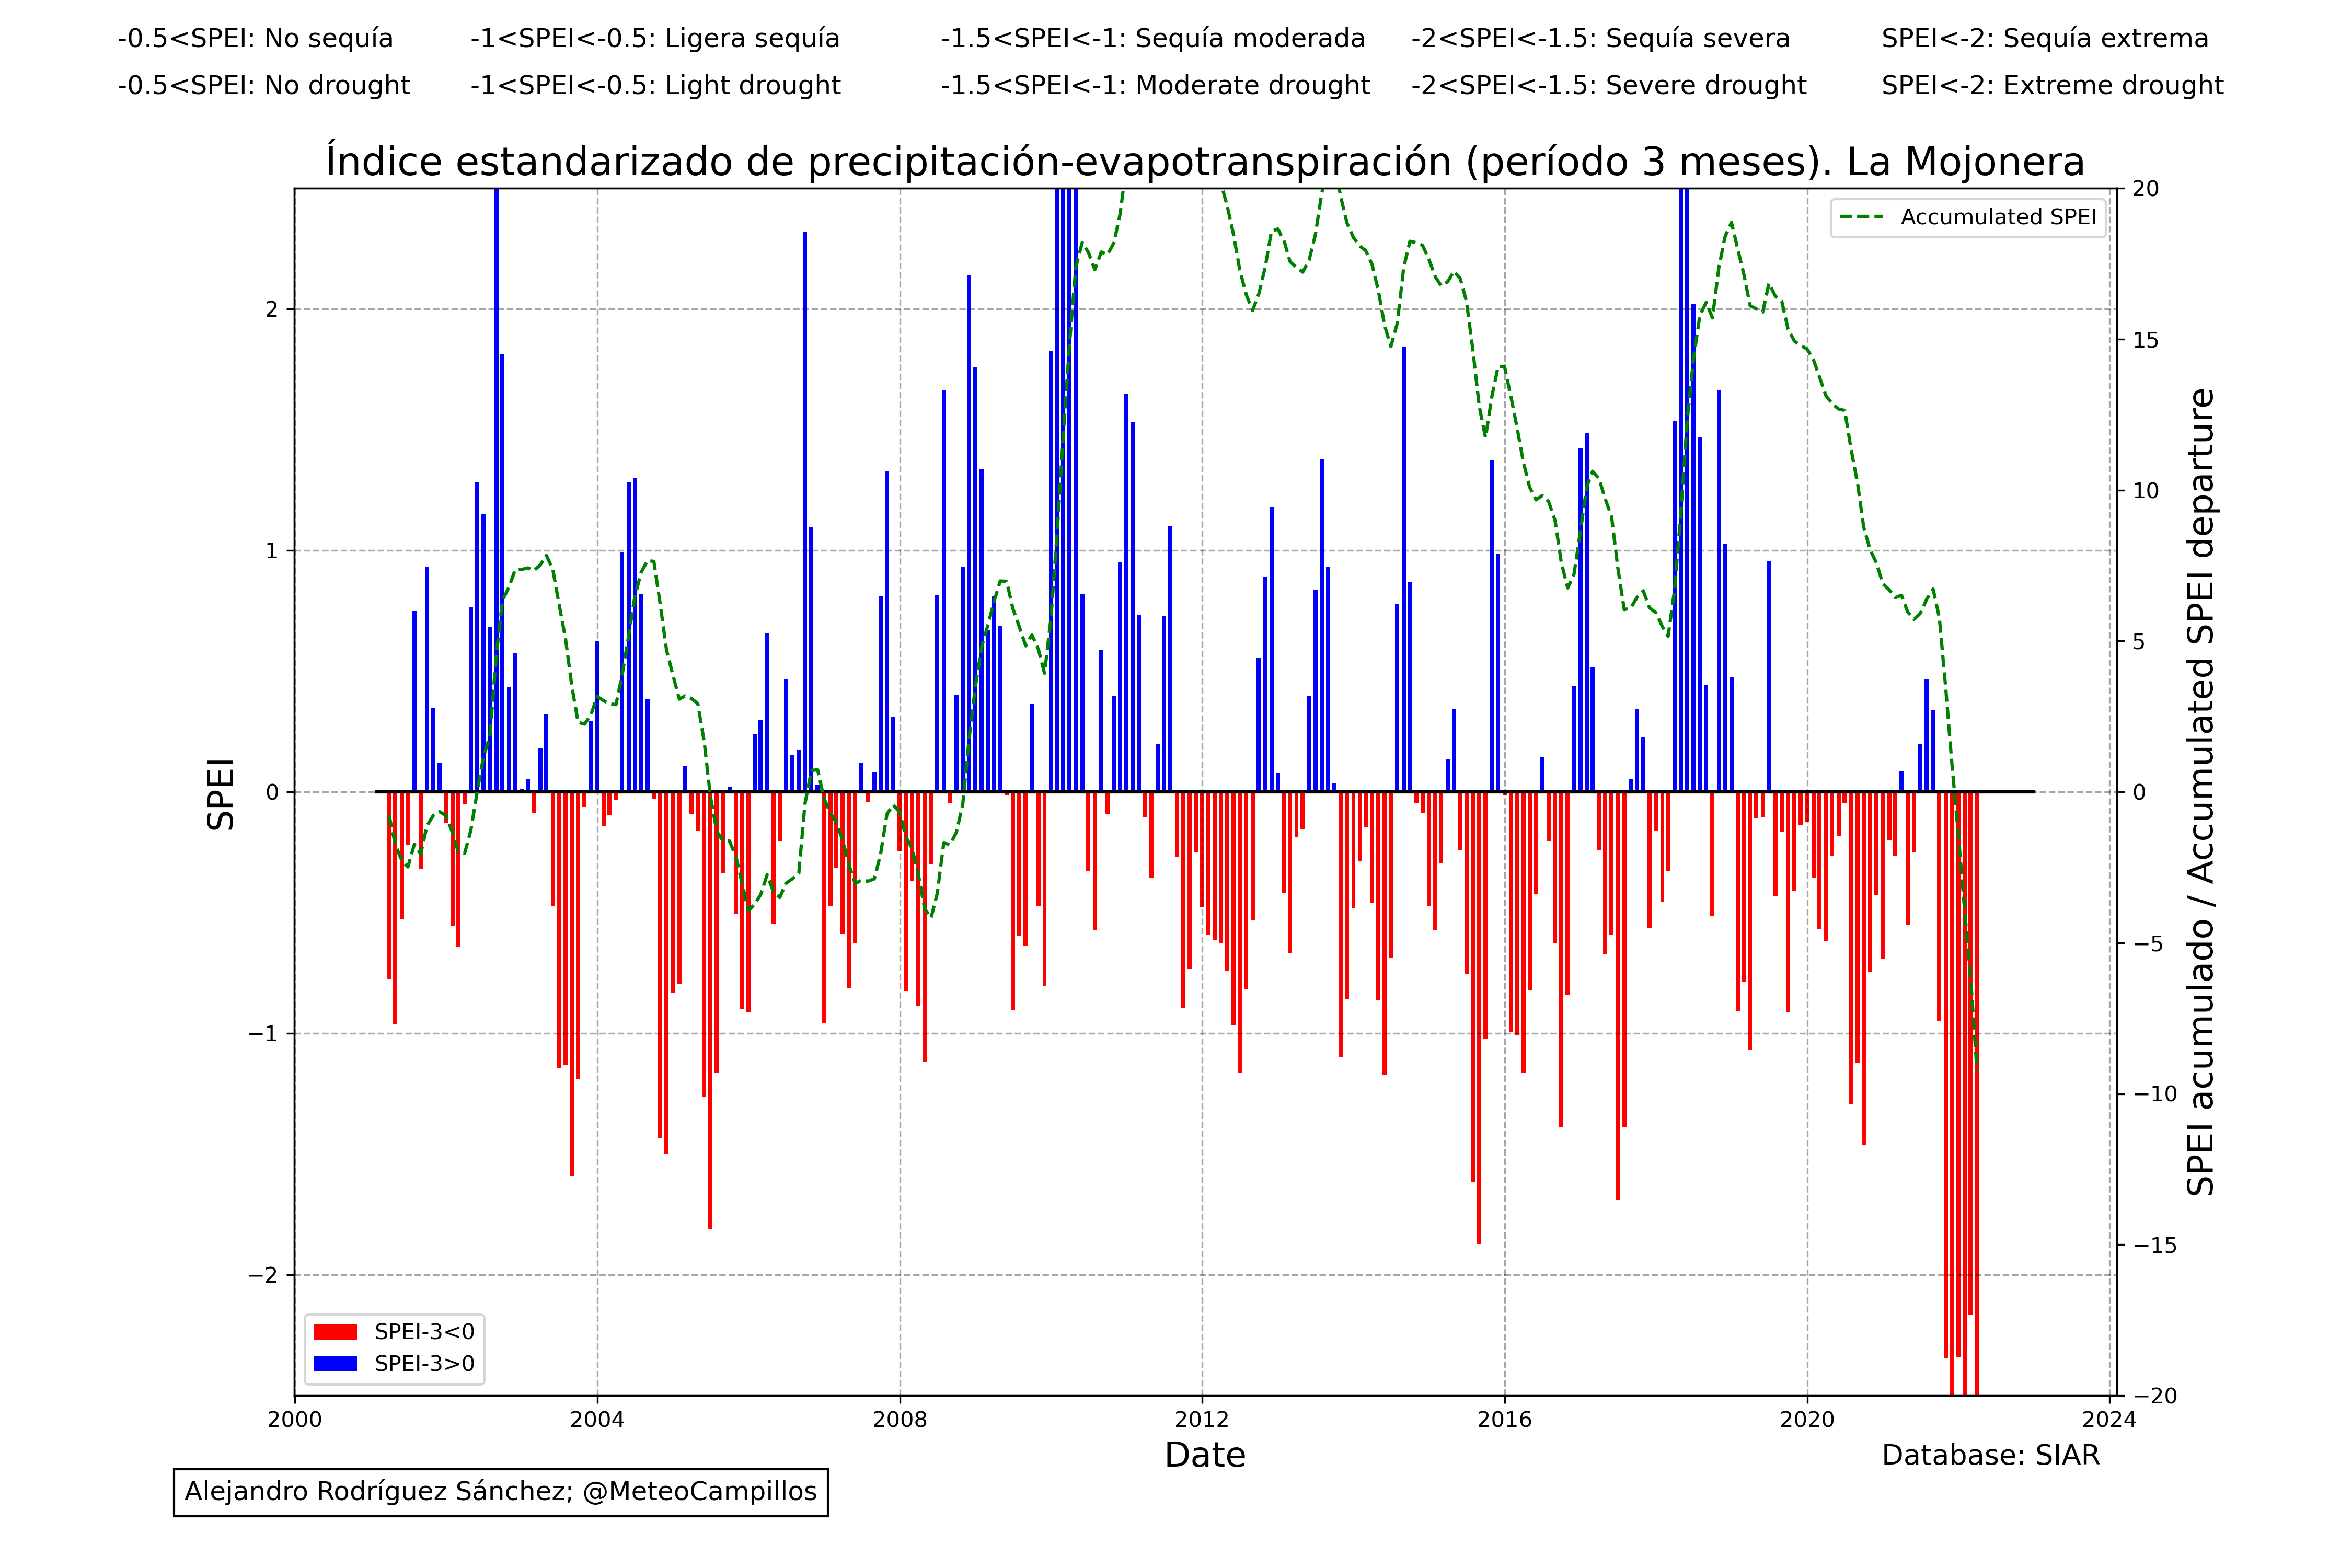 -0.5<SPEI: No sequía
-1<SPEI<-0.5: Ligera sequía
-1.5<SPEI<-1: Sequía moderada
-2<SPEI<-1.5: Sequía severa
SPEI<-2: Sequía extrema
-0.5<SPEI: No drought
-1<SPEI<-0.5: Light drought
-1.5<SPEI<-1: Moderate drought
-2<SPEI<-1.5: Severe drought
SPEI<-2: Extreme drought
Índice estandarizado de precipitación-evapotranspiración (período 3 meses). La Mojonera
Accumulated SPEI
SPEI
2
1
0
−1
−2
20
15
10
5
0
−5
−10
−15
−20
SPEI acumulado / Accumulated SPEI departure
SPEI-3<0
SPEI-3>0
2000
2004
2008
2012
2016
2020
2024
Date
Database: SIAR
Alejandro Rodríguez Sánchez; @MeteoCampillos